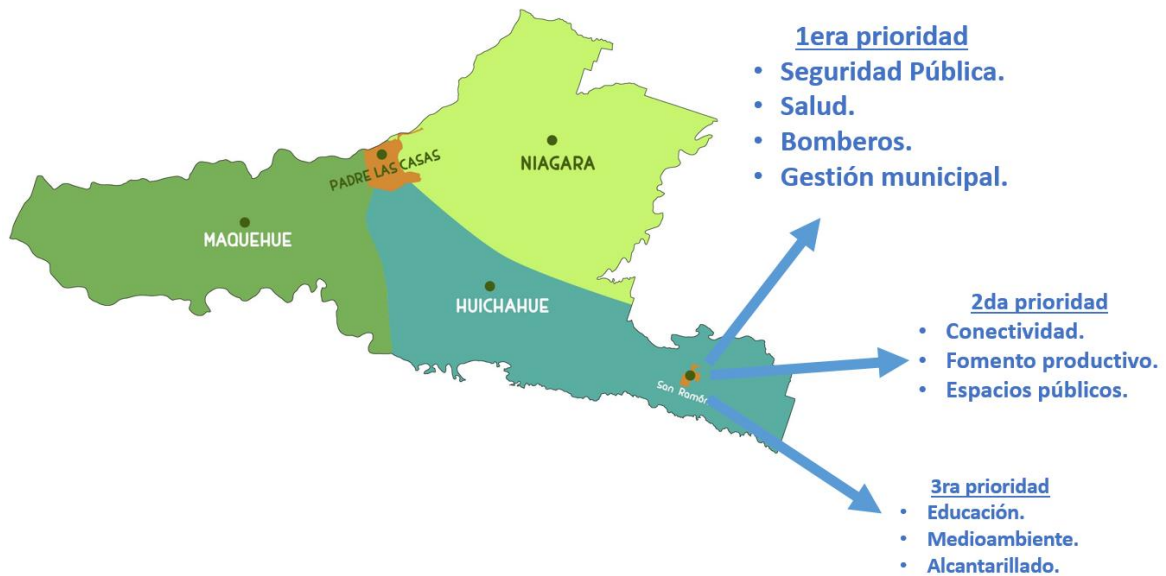 1era prioridad
• Seguridad Pública.
• Salud.
• Bomberos.
• Gestión municipal.
PADRE LAS CASAS
NIAGARA
MAQUEHUE
HUICHAHUE
2da prioridad
• Conectividad.
• Fomento productivo.
• Espacios públicos.
San Ramón
3ra prioridad
• Educación.
• Medioambiente.
• Alcantarillado.